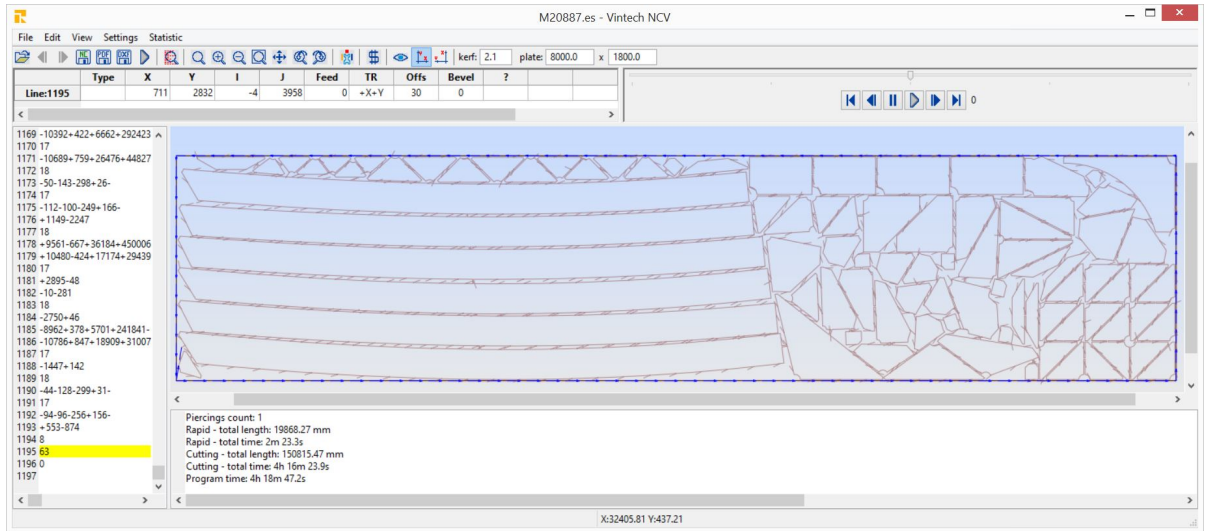 M20887.es - Vintech NCV
File Edit View Settings Statistic
NC PDF DXF $ kerf: 2.1 plate: 8000.0 x 1800.0
Type X Y I J Feed TR Offs Bevel ?
Line:1195 711 2832 -4 3958 0 +X+Y 30 0
0
1169 -10392+422+6662+292423
1170 17
1171 -10689+759+26476+44827
1172 18
1173 -50-143-298+26-
1174 17
1175 -112-100-249+166-
1176 +1149-2247
1177 18
1178 +9561-667+36184+450006
1179 +10480-424+17174+29439
1180 17
1181 +2895-48
1182 -10-281
1183 18
1184 -2750+46
1185 -8962+378+5701+241841-
1186 -10786+847+18909+31007
1187 17
1188 -1447+142
1189 18
1190 -44-128-299+31-
1191 17
1192 -94-96-256+156-
1193 +553-874
1194 8
1195 63
1196 0
1197
Piercings count: 1
Rapid - total length: 19868.27 mm
Rapid - total time: 2m 23.3s
Cutting - total length: 150815.47 mm
Cutting - total time: 4h 16m 23.9s
Program time: 4h 18m 47.2s
X:32405.81 Y:437.21